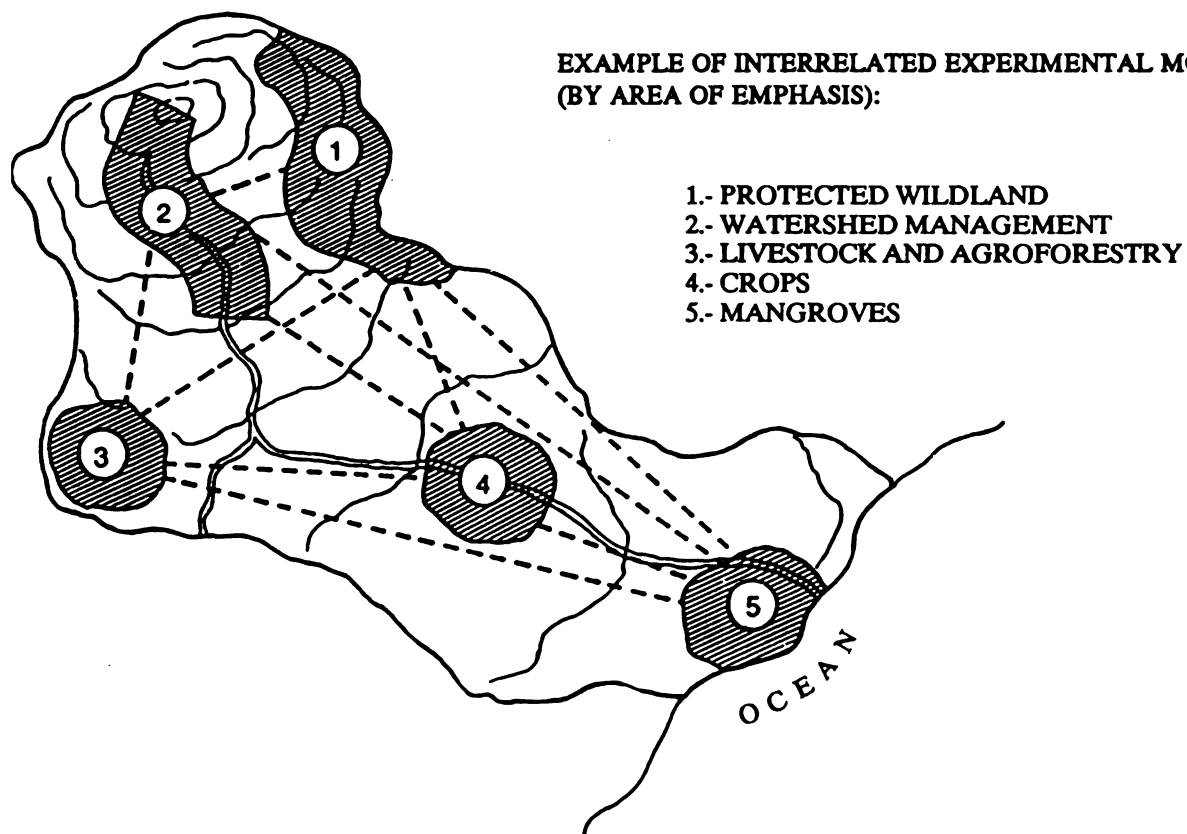 EXAMPLE OF INTERRELATED EXPERIMENTAL
(BY AREA OF EMPHASIS):
1.- PROTECTED WILDLAND
2.- WATERSHED MANAGEMENT
3.- LIVESTOCK AND AGROFORESTRY
4.- CROPS
5.- MANGROVES
1
2
3
4
5
OCEAN